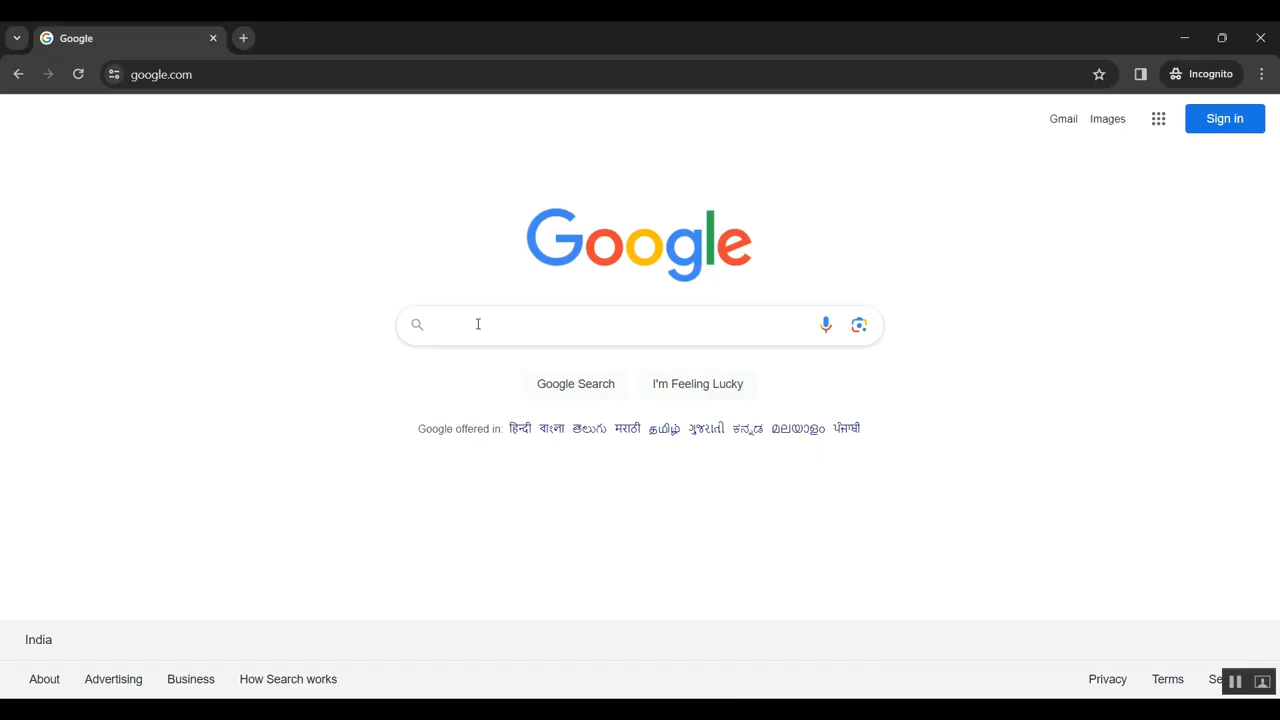 Google
google.com
Incognito
Gmail Images Sign in
Google
Google Search I'm Feeling Lucky
Google offered in: हिन्दी বাংলা తెలుగు मराठी தமிழ் ગુજરાતી ಕನ್ನಡ മലയാളം ਪੰਜਾਬੀ
India
About Advertising Business How Search works Privacy Terms